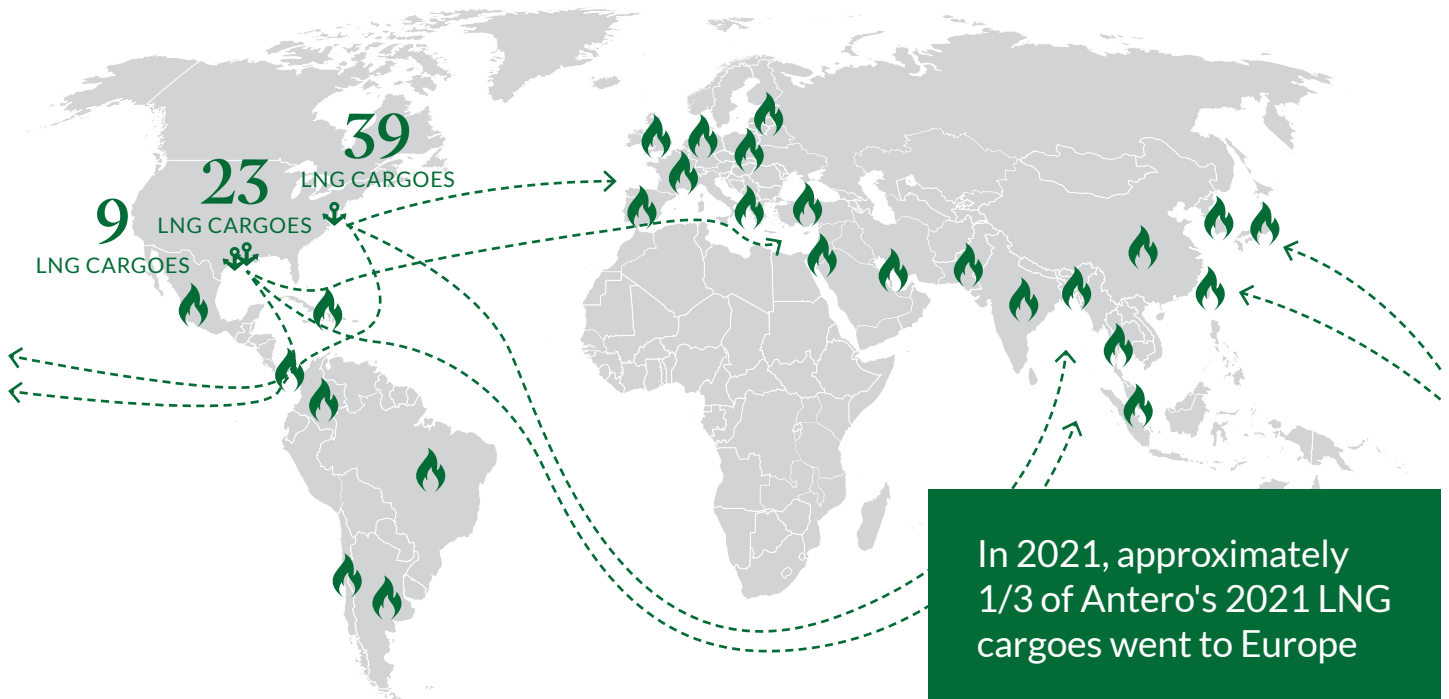 39
LNG CARGOES
23
LNG CARGOES
9
LNG CARGOES
In 2021, approximately
1/3 of Antero's 2021 LNG
cargoes went to Europe